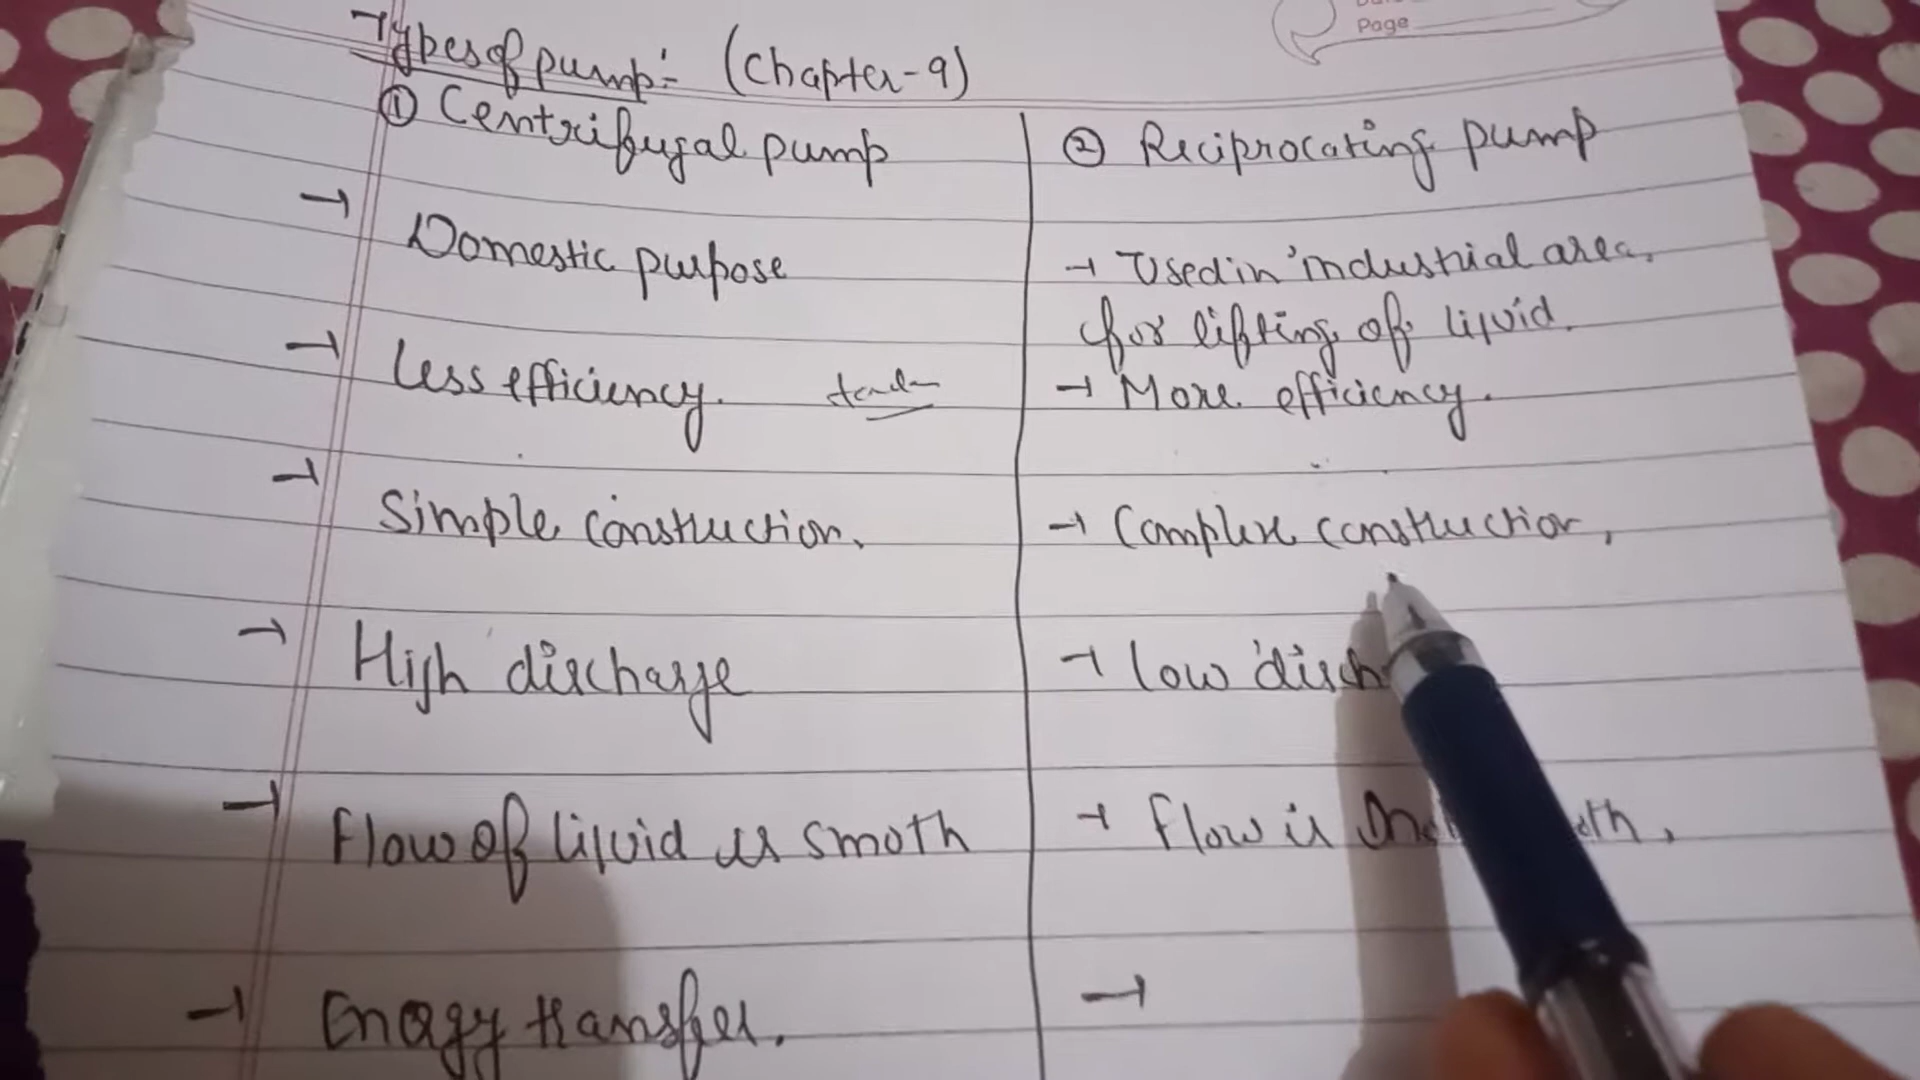 Page
Types of pump:- (Chapter-9)
① Centrifugal pump
→ Domestic purpose
→ Less efficiency.
→ Simple construction.
→ High discharge
→ Flow of liquid is smoth
→ Energy transfer.
② Reciprocating pump
→ Used in industrial area,
for lifting of liquid.
→ More efficiency.
→ Complex construction,
→ low disch
→ Flow is
→